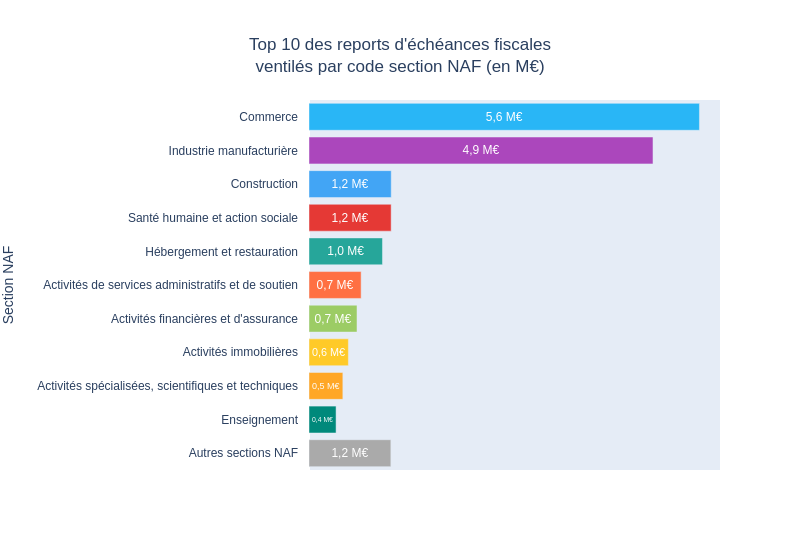 Top 10 des reports d'échéances fiscales
ventilés par code section NAF (en M€)
Section NAF
Commerce 5,6 M€
Industrie manufacturière 4,9 M€
Construction 1,2 M€
Santé humaine et action sociale 1,2 M€
Hébergement et restauration 1,0 M€
Activités de services administratifs et de soutien 0,7 M€
Activités financières et d'assurance 0,7 M€
Activités immobilières 0,6 M€
Activités spécialisées, scientifiques et techniques 0,5 M€
Enseignement 0,4 M€
Autres sections NAF 1,2 M€